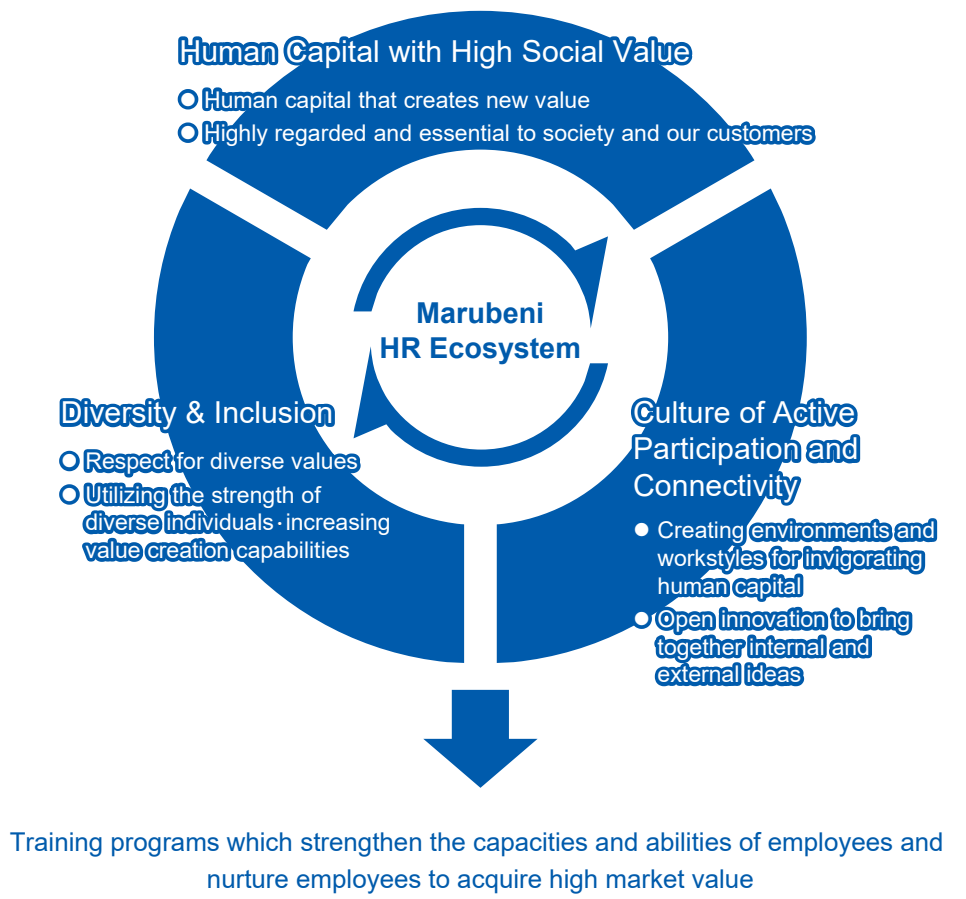 Human Capital with High Social Value
Human capital that creates new value
Highly regarded and essential to society and our customers
Marubeni
HR Ecosystem
Diversity & Inclusion
Respect for diverse values
Utilizing the strength of
diverse individuals·increasing
value creation capabilities
Culture of Active
Participation and
Connectivity
Creating environments and
workstyles for invigorating
human capital
Open innovation to bring
together internal and
external ideas
Training programs which strengthen the capacities and abilities of employees and
nurture employees to acquire high market value